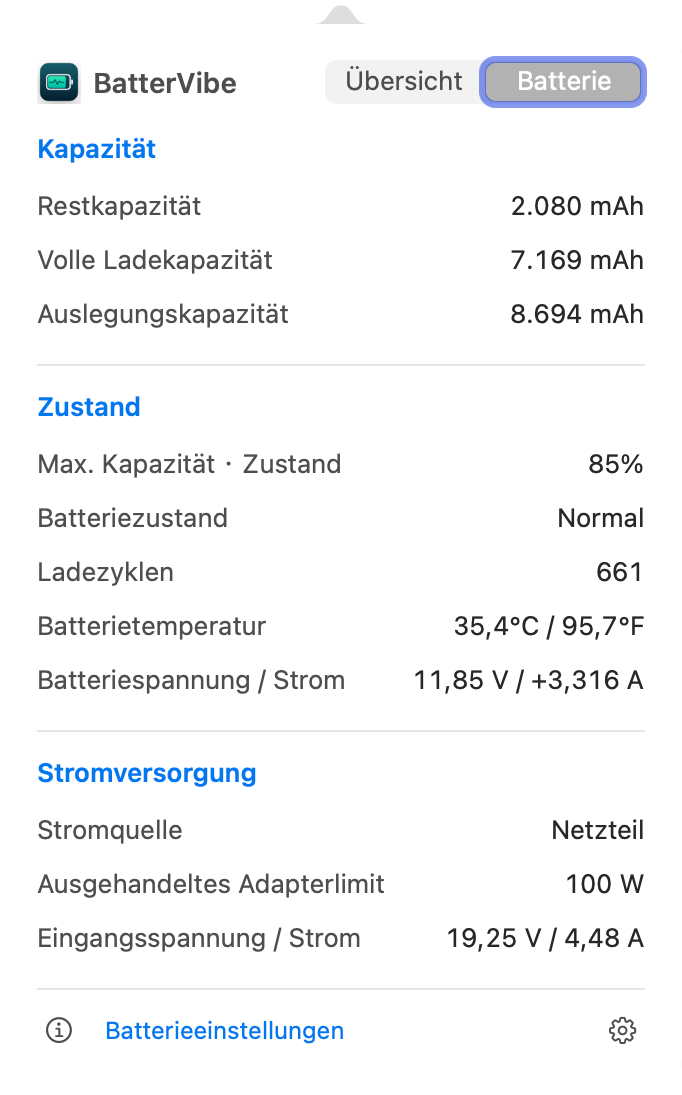 BatterVibe
Übersicht
Batterie
Kapazität
Restkapazität 2.080 mAh
Volle Ladekapazität 7.169 mAh
Auslegungskapazität 8.694 mAh
Zustand
Max. Kapazität · Zustand 85%
Batteriezustand Normal
Ladezyklen 661
Batterietemperatur 35,4°C / 95,7°F
Batteriespannung / Strom 11,85 V / +3,316 A
Stromversorgung
Stromquelle Netzteil
Ausgehandeltes Adapterlimit 100 W
Eingangsspannung / Strom 19,25 V / 4,48 A
Batterieeinstellungen